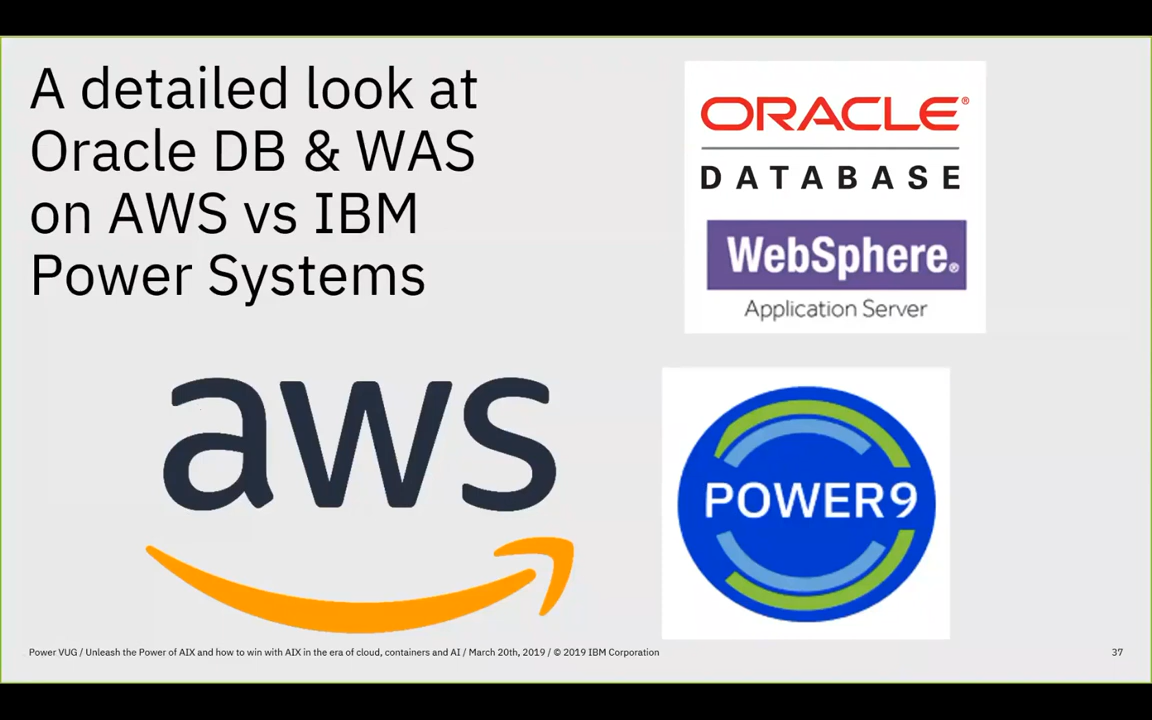 A detailed look at
Oracle DB & WAS
on AWS vs IBM
Power Systems
ORACLE®
DATABASE
WebSphere®
Application Server
aws
POWER9
Power VUG / Unleash the Power of AIX and how to win with AIX in the era of cloud, containers and AI / March 20th, 2019 / © 2019 IBM Corporation
37